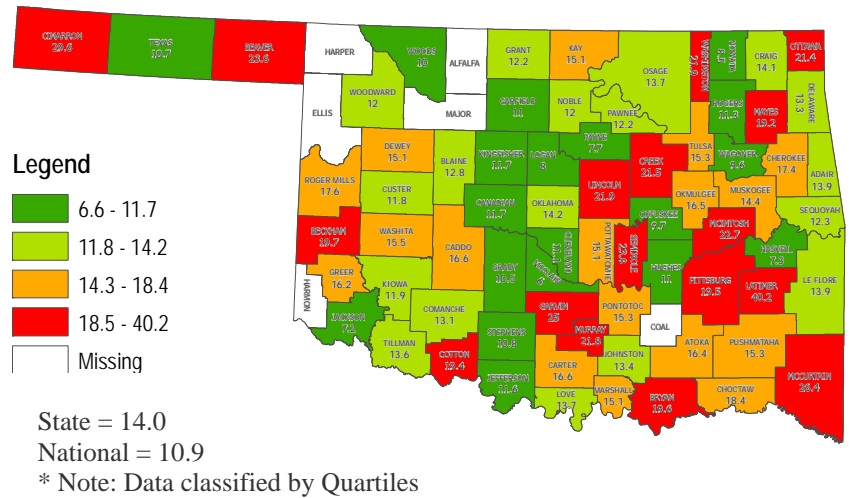 CIMARRON
20.6
TEXAS
10.7
BEAVER
23.6
HARPER
WOODS
10
ALFALFA
GRANT
12.2
KAY
15.1
OSAGE
13.7
WASHINGTON
NOWATA
CRAIG
14.1
OTTAWA
21.4
ELLIS
WOODWARD
12
MAJOR
GARFIELD
11
NOBLE
12
PAWNEE
12.2
ROGERS
11.3
MAYES
19.2
DELAWARE
13.3
DEWEY
15.1
BLAINE
12.8
KINGFISHER
11.7
LOGAN
8
PAYNE
7.7
CREEK
21.5
TULSA
15.3
WAGONER
9.6
CHEROKEE
17.4
ADAIR
13.9
ROGER MILLS
17.6
CUSTER
11.8
CANADIAN
11.7
OKLAHOMA
14.2
LINCOLN
21.9
OKMULGEE
16.5
MUSKOGEE
14.4
SEQUOYAH
12.3
BECKHAM
19.7
WASHITA
15.5
CADDO
16.6
GRADY
10.5
CLEVELAND
11.1
MCCLAIN
POTTAWATOMIE
15.1
SEMINOLE
23.8
OKFUSKEE
9.7
MCINTOSH
22.7
HASKELL
7.3
HARMON
GREER
16.2
KIOWA
11.9
COMANCHE
13.1
HUGHES
11
PITTSBURG
19.5
LATIMER
40.2
LE FLORE
13.9
JACKSON
7.2
TILLMAN
13.6
COTTON
19.4
STEPHENS
10.8
GARVIN
25
MURRAY
21.8
PONTOTOC
15.3
COAL
JEFFERSON
11.6
CARTER
16.6
JOHNSTON
13.4
ATOKA
16.4
PUSHMATAHA
15.3
LOVE
13.7
MARSHALL
15.1
BRYAN
19.6
CHOCTAW
18.4
MCCURTAIN
26.4
Legend
6.6 - 11.7
11.8 - 14.2
14.3 - 18.4
18.5 - 40.2
Missing
State = 14.0
National = 10.9
* Note: Data classified by Quartiles